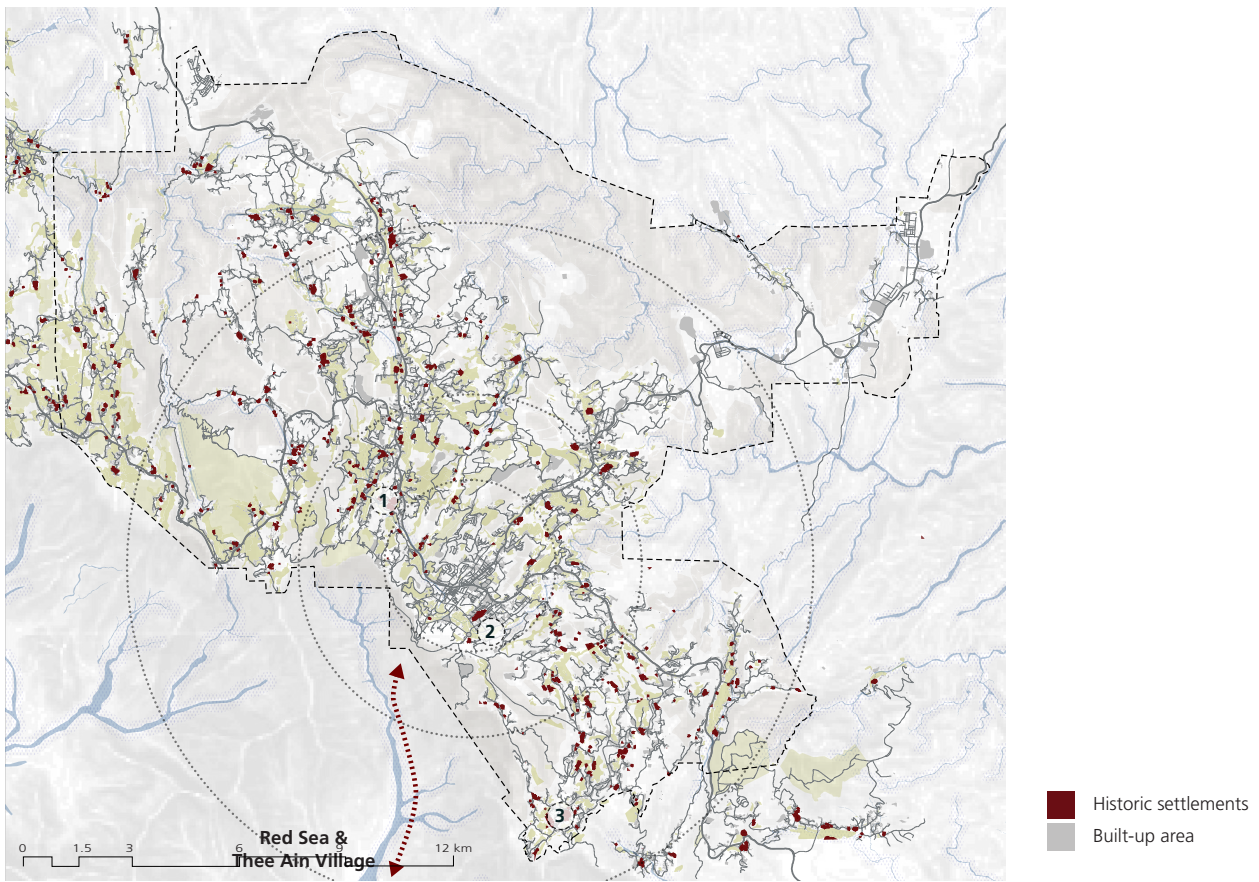 1
2
3
Red Sea &
Thee Ain Village
0 1.5 3 6 9 12 km
Historic settlements
Built-up area